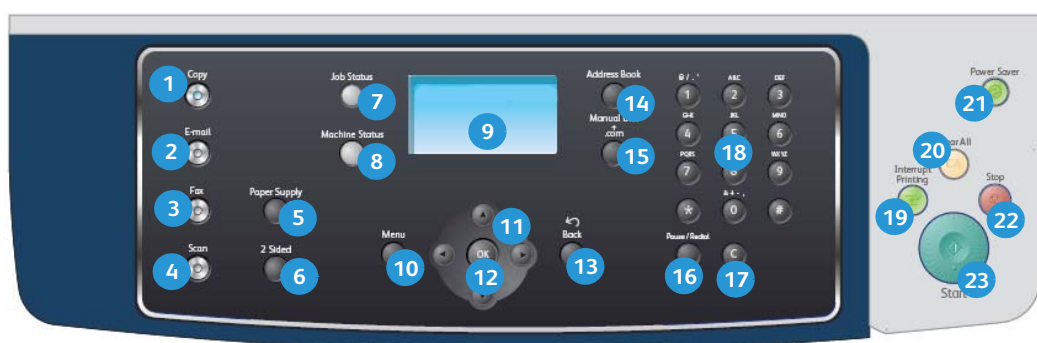 1
Copy
2
E-mail
3
Fax
4
Scan
Paper Supply
5
2 Sided
6
Job Status
7
Machine Status
8
9
Menu
10
11
OK
12
Back
13
Address Book
14
Manual
+
.com
15
@ / . '
1
ABC
2
DEF
3
GHI
4
JKL
5
MNO
6
PQRS
7
18
8
WXYZ
9
*
& + - ,
0
#
Pause / Redial
16
C
17
Power Saver
21
20
All
Interrupt
Printing
19
Stop
22
23
Start